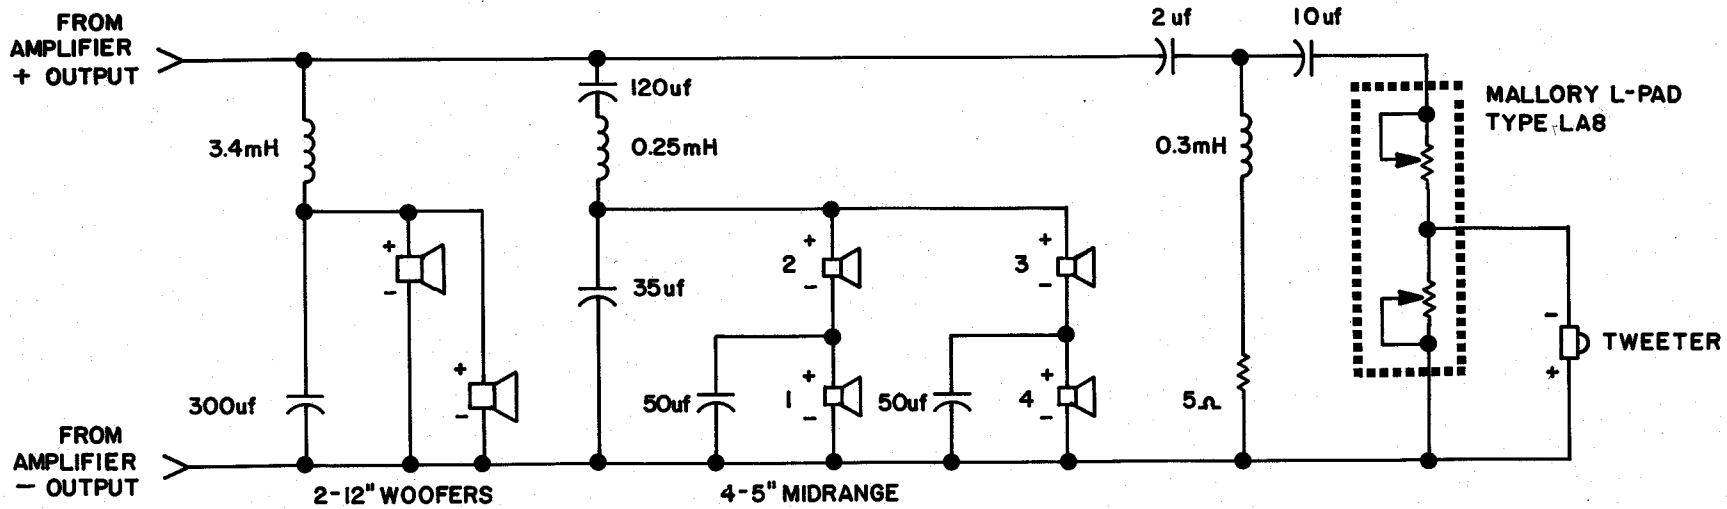 FROM
AMPLIFIER
+ OUTPUT
2 uf
10uf
120uf
MALLORY L-PAD
TYPE LA8
3.4mH
0.25mH
0.3mH
+
-
+
-
2
+
-
3
35uf
+
-
+
-
1
+
-
4
50uf
50uf
300uf
5Ω
-
+
TWEETER
FROM
AMPLIFIER
- OUTPUT
2-12" WOOFERS
4-5" MIDRANGE